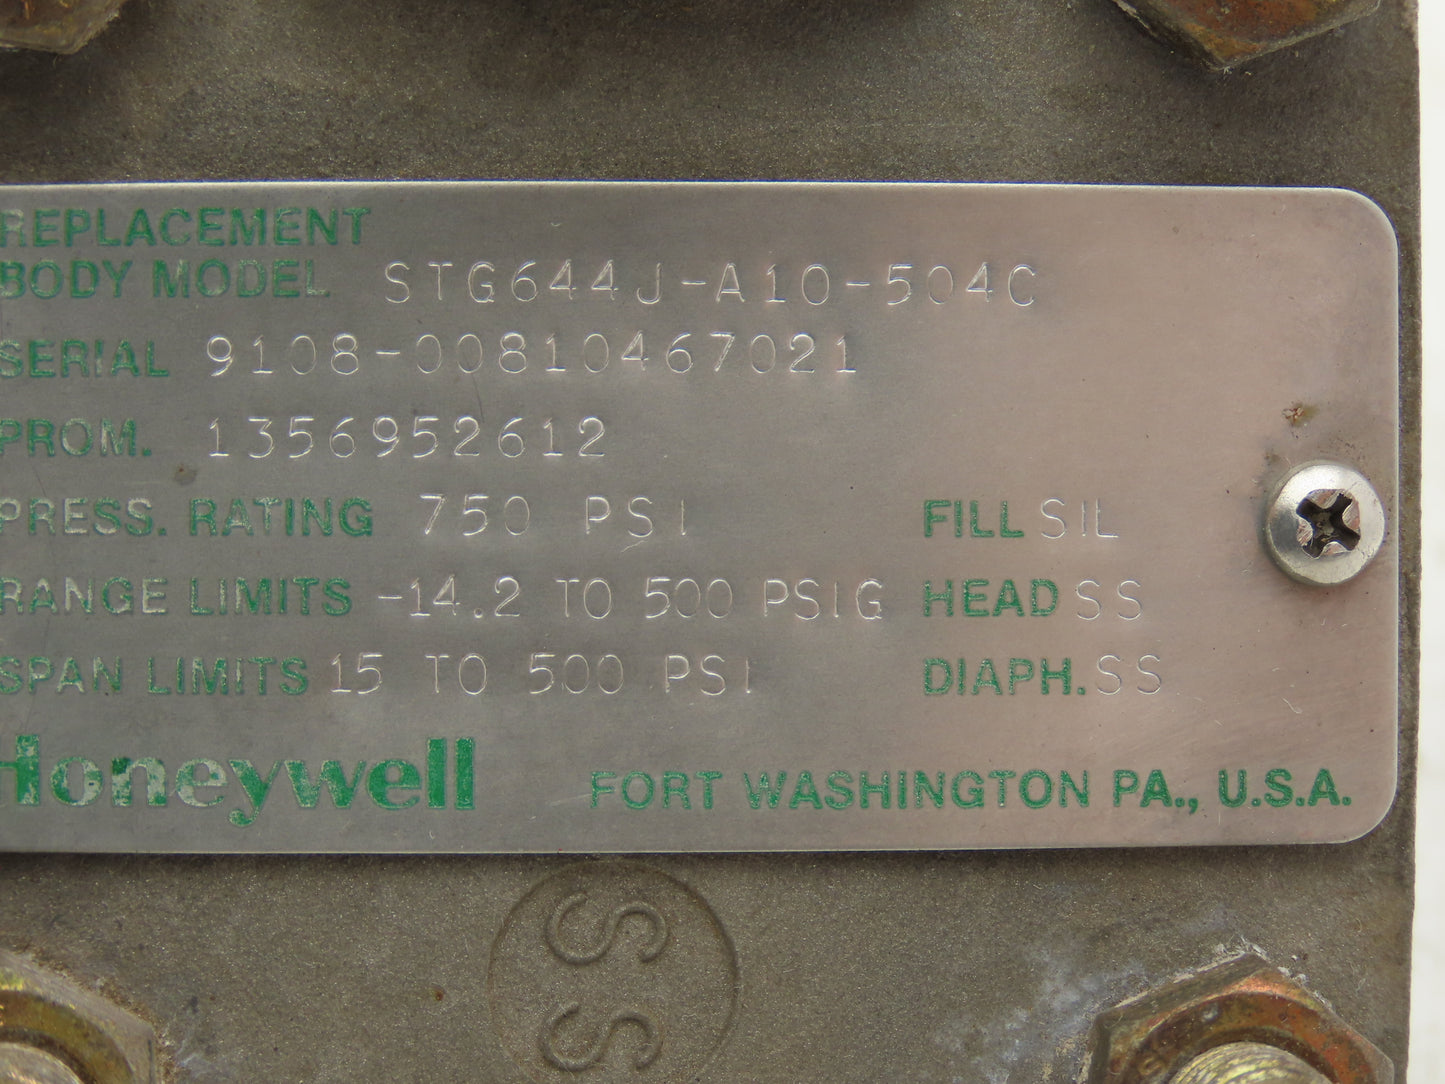 REPLACEMENT
BODY MODEL STG644J-A10-504C
SERIAL 9108-00810467021
PROM. 1356952612
PRESS. RATING 750 PSI FILL SIL
RANGE LIMITS -14.2 TO 500 PSIG HEAD SS
SPAN LIMITS 15 TO 500 PSI DIAPH. SS
Honeywell FORT WASHINGTON PA., U.S.A.
SS